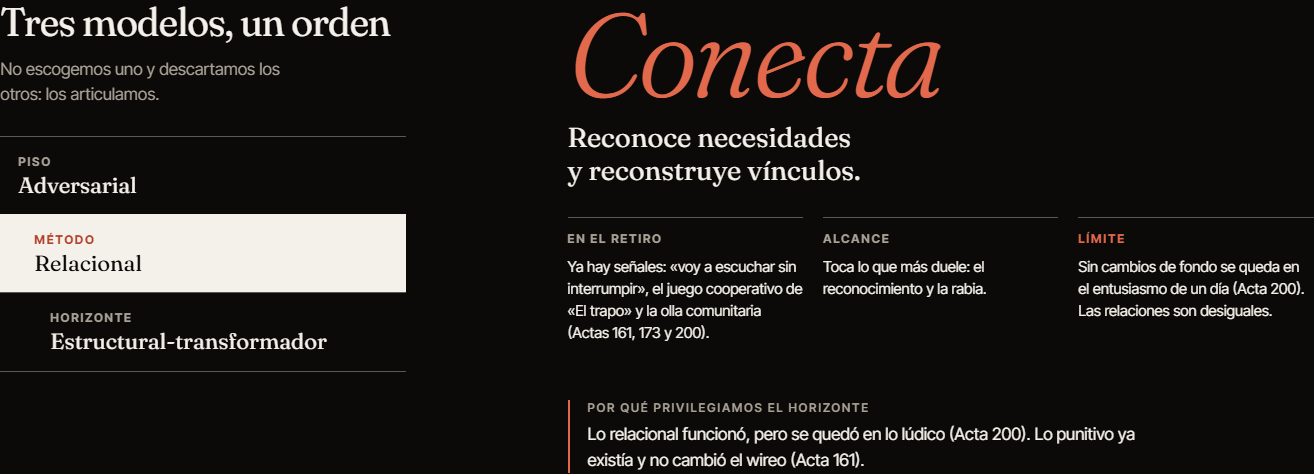 Tres modelos, un orden
No escogemos uno y descartamos los
otros: los articulamos.
PISO
Adversarial
MÉTODO
Relacional
HORIZONTE
Estructural-transformador
Conecta
Reconoce necesidades
y reconstruye vínculos.
EN EL RETIRO
Ya hay señales: «voy a escuchar sin
interrumpir», el juego cooperativo de
«El trapo» y la olla comunitaria
(Actas 161, 173 y 200).
ALCANCE
Toca lo que más duele: el
reconocimiento y la rabia.
LÍMITE
Sin cambios de fondo se queda en
el entusiasmo de un día (Acta 200).
Las relaciones son desiguales.
POR QUÉ PRIVILEGIAMOS EL HORIZONTE
Lo relacional funcionó, pero se quedó en lo lúdico (Acta 200). Lo punitivo ya
existía y no cambió el wireo (Acta 161).